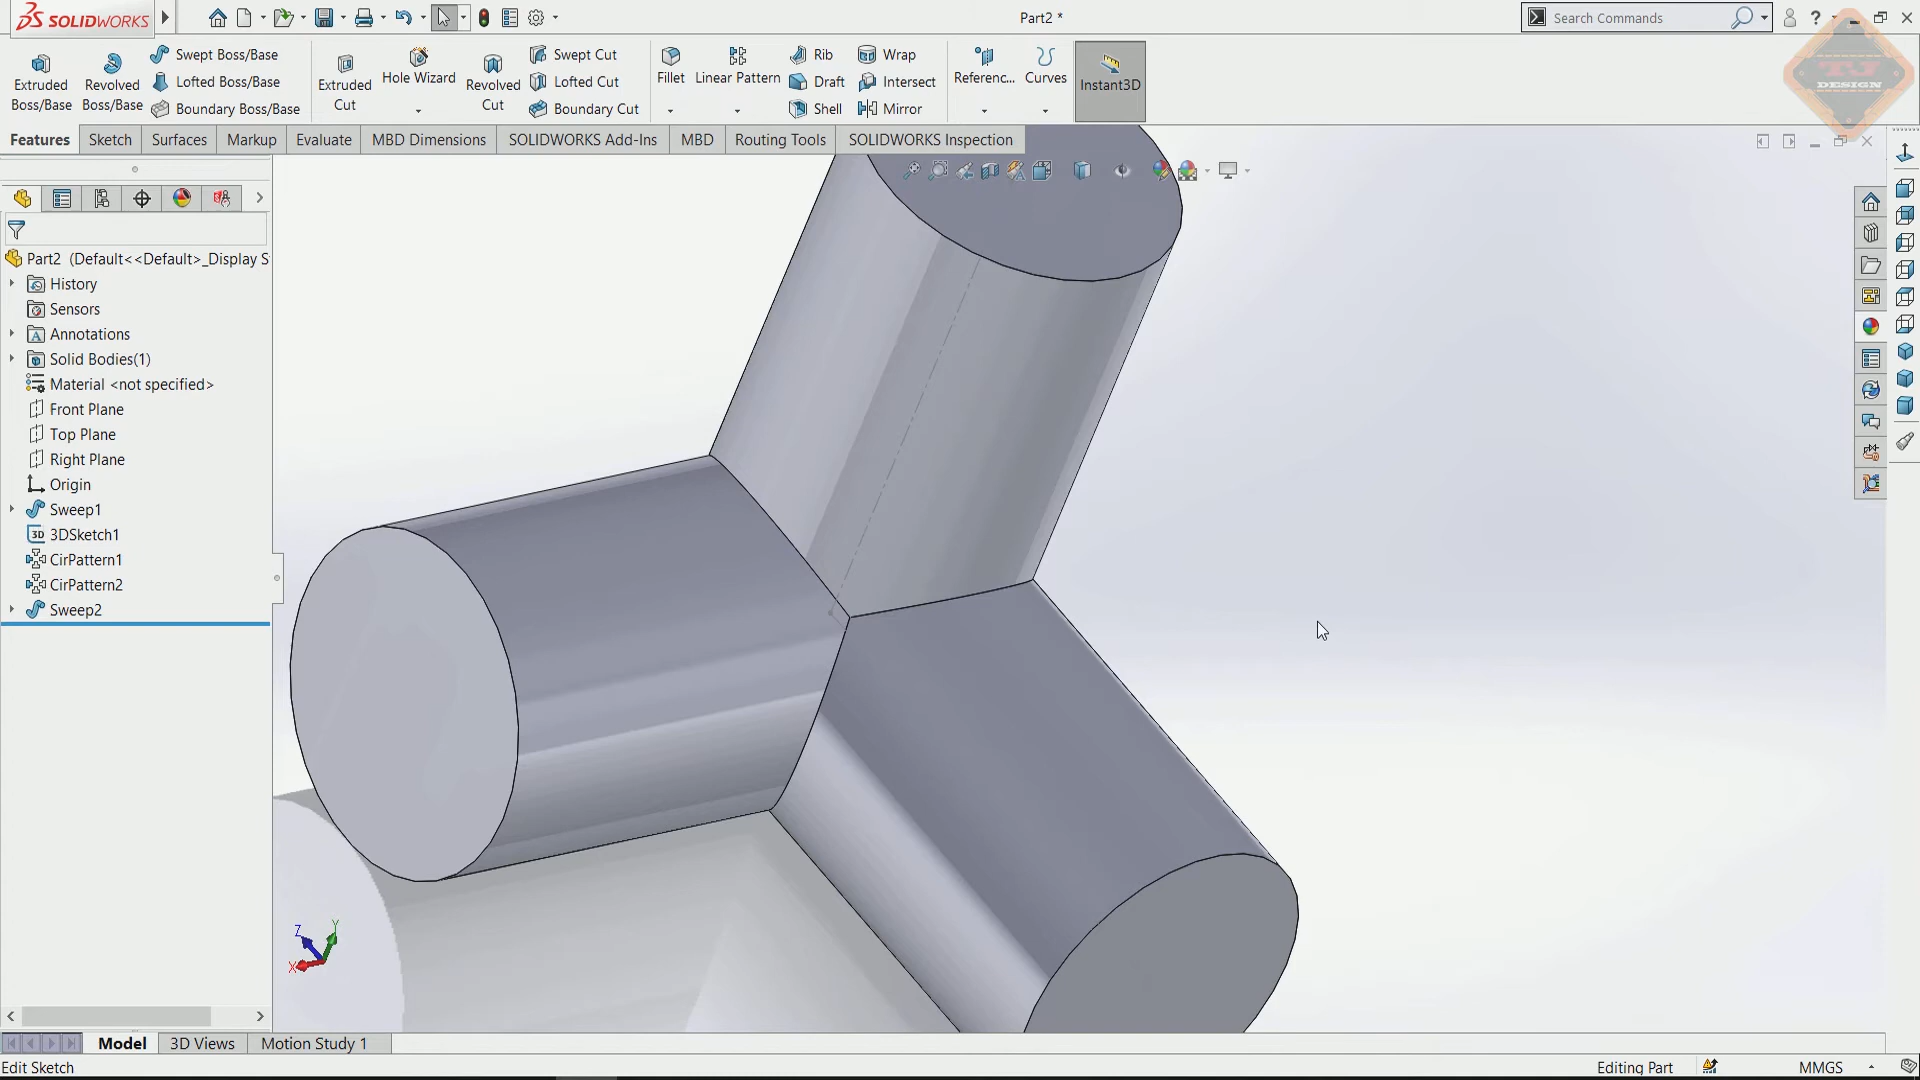 SOLIDWORKS
Part2 *
Search Commands
?
TJ
DESIGN
Extruded
Boss/Base
Revolved
Boss/Base
Swept Boss/Base
Lofted Boss/Base
Boundary Boss/Base
Extruded
Cut
Hole Wizard
Revolved
Cut
Swept Cut
Lofted Cut
Boundary Cut
Fillet
Linear Pattern
Rib
Draft
Shell
Wrap
Intersect
Mirror
Referenc...
Curves
Instant3D
Features
Sketch
Surfaces
Markup
Evaluate
MBD Dimensions
SOLIDWORKS Add-Ins
MBD
Routing Tools
SOLIDWORKS Inspection
Part2 (Default<<Default>_Display S
History
Sensors
Annotations
Solid Bodies(1)
Material <not specified>
Front Plane
Top Plane
Right Plane
Origin
Sweep1
3D 3DSketch1
CirPattern1
CirPattern2
Sweep2
Z
Y
X
Model
3D Views
Motion Study 1
Edit Sketch
Editing Part
MMGS